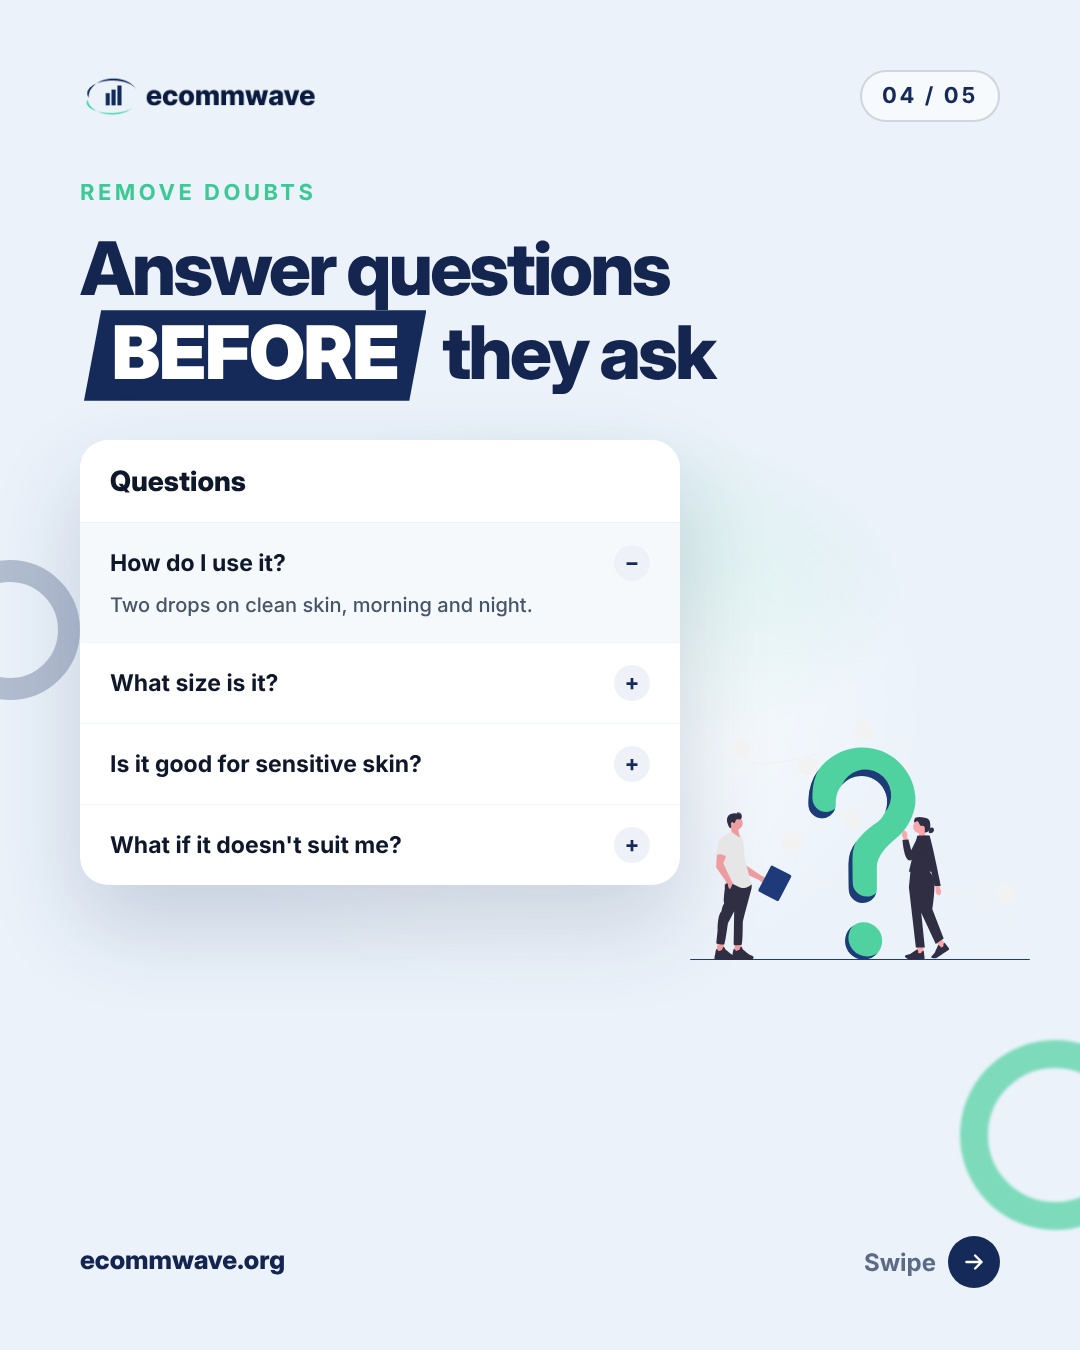 ecommwave
04 / 05
REMOVE DOUBTS
Answer questions
BEFORE they ask
Questions
How do I use it?
−
Two drops on clean skin, morning and night.
What size is it?
+
Is it good for sensitive skin?
+
What if it doesn't suit me?
+
ecommwave.org
Swipe →